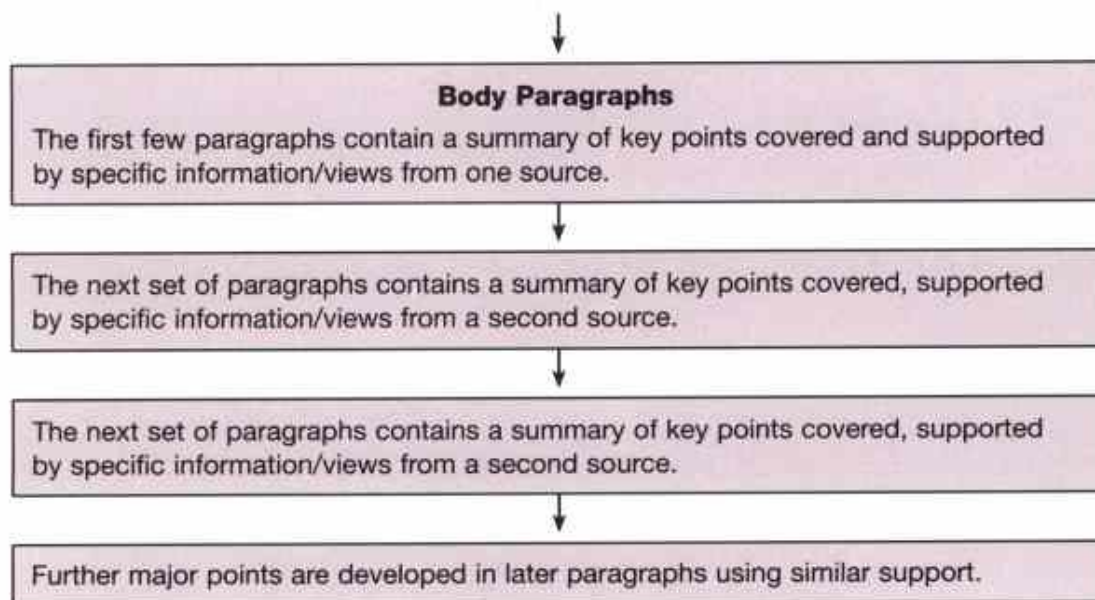 Body Paragraphs
The first few paragraphs contain a summary of key points covered and supported
by specific information/views from one source.
The next set of paragraphs contains a summary of key points covered, supported
by specific information/views from a second source.
The next set of paragraphs contains a summary of key points covered, supported
by specific information/views from a second source.
Further major points are developed in later paragraphs using similar support.